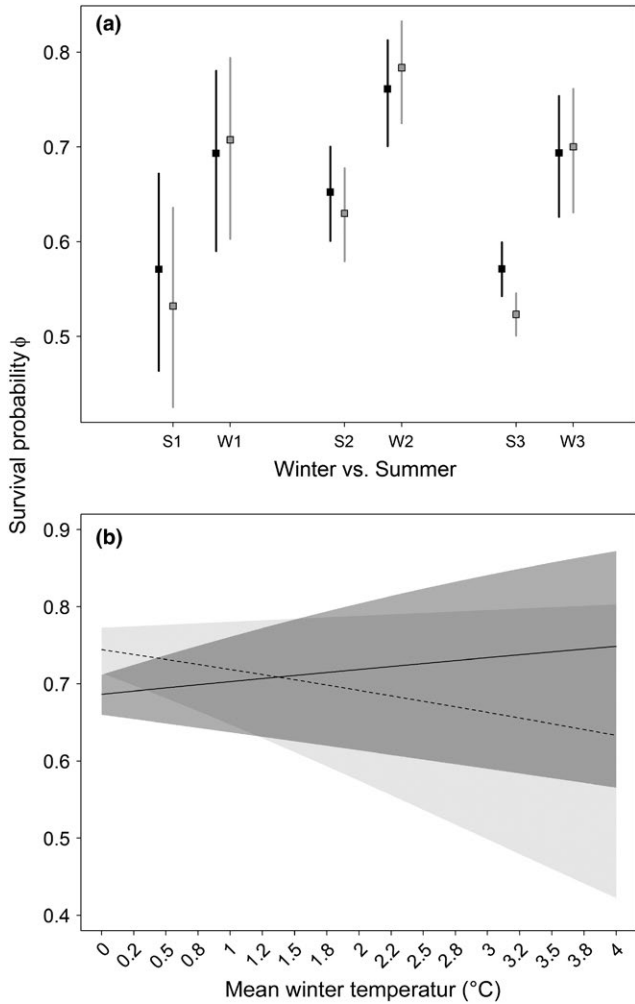 (a)
0.8
0.7
0.6
0.5
S1 W1 S2 W2 S3 W3
Winter vs. Summer
Survival probability ϕ
(b)
0.9
0.8
0.7
0.6
0.5
0.4
0 0.2 0.5 0.8 1 1.2 1.5 1.8 2 2.2 2.5 2.8 3 3.2 3.5 3.8 4
Mean winter temperatur (°C)